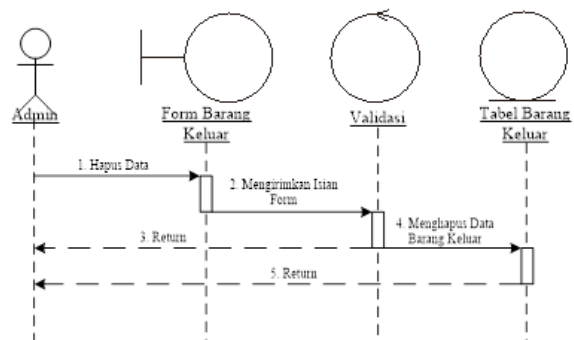 Admin
Form Barang
Keluar
Validasi
Tabel Barang
Keluar
1. Hapus Data
2. Mengirimkan Isian
Form
3. Return
4. Menghapus Data
Barang Keluar
5. Return